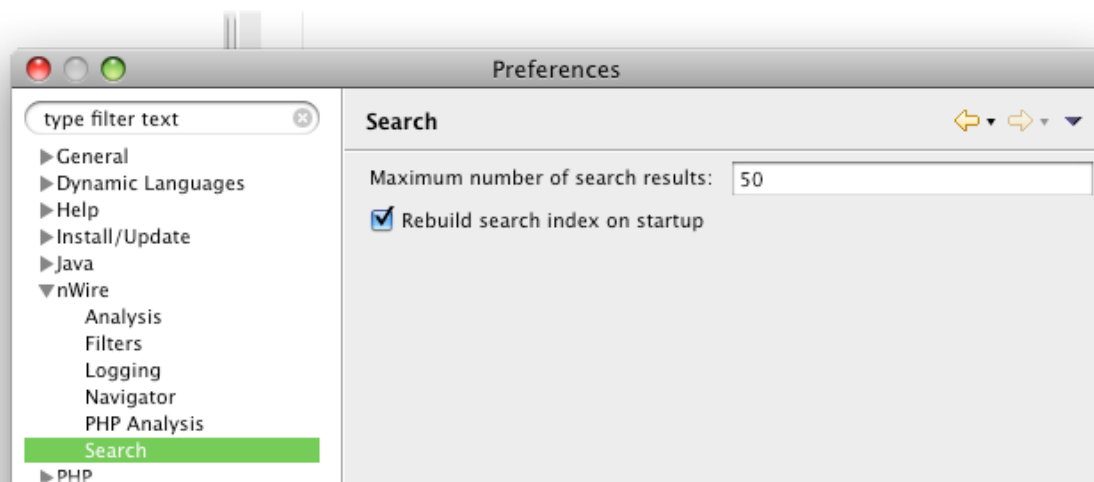 Preferences
type filter text
General
Dynamic Languages
Help
Install/Update
Java
nWire
Analysis
Filters
Logging
Navigator
PHP Analysis
Search
PHP
Search
Maximum number of search results: 50
Rebuild search index on startup